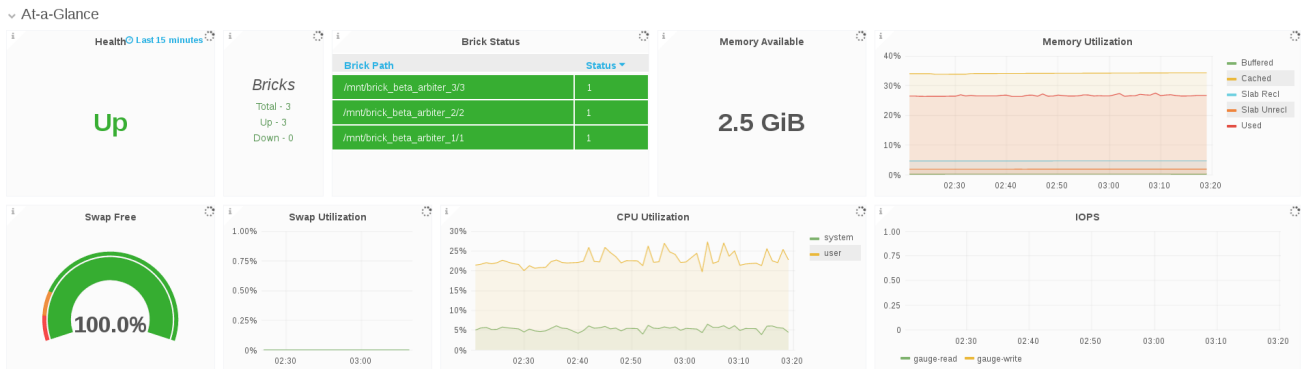 At-a-Glance
Health
Last 15 minutes
Up
Bricks
Total - 3
Up - 3
Down - 0
Brick Status
Brick Path Status
/mnt/brick_beta_arbiter_3/3 1
/mnt/brick_beta_arbiter_2/2 1
/mnt/brick_beta_arbiter_1/1 1
Memory Available
2.5 GiB
Memory Utilization
40%
30%
20%
10%
0%
02:30 02:40 02:50 03:00 03:10 03:20
Buffered
Cached
Slab Recl
Slab Unrecl
Used
Swap Free
100.0%
Swap Utilization
1.00%
0.75%
0.50%
0.25%
0%
02:30 03:00
CPU Utilization
30%
25%
20%
15%
10%
5%
0%
02:30 02:40 02:50 03:00 03:10 03:20
system
user
IOPS
1.00
0.75
0.50
0.25
0
02:30 02:40 02:50 03:00 03:10 03:20
gauge-read gauge-write